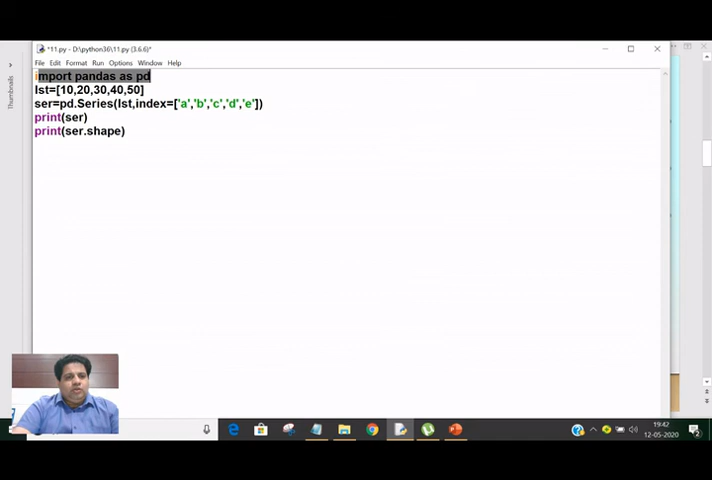 *11.py - D:\python36\11.py (3.6.6)*
File Edit Format Run Options Window Help
import pandas as pd
lst=[10,20,30,40,50]
ser=pd.Series(lst,index=['a','b','c','d','e'])
print(ser)
print(ser.shape)
Thumbnails
19:42
12-05-2020